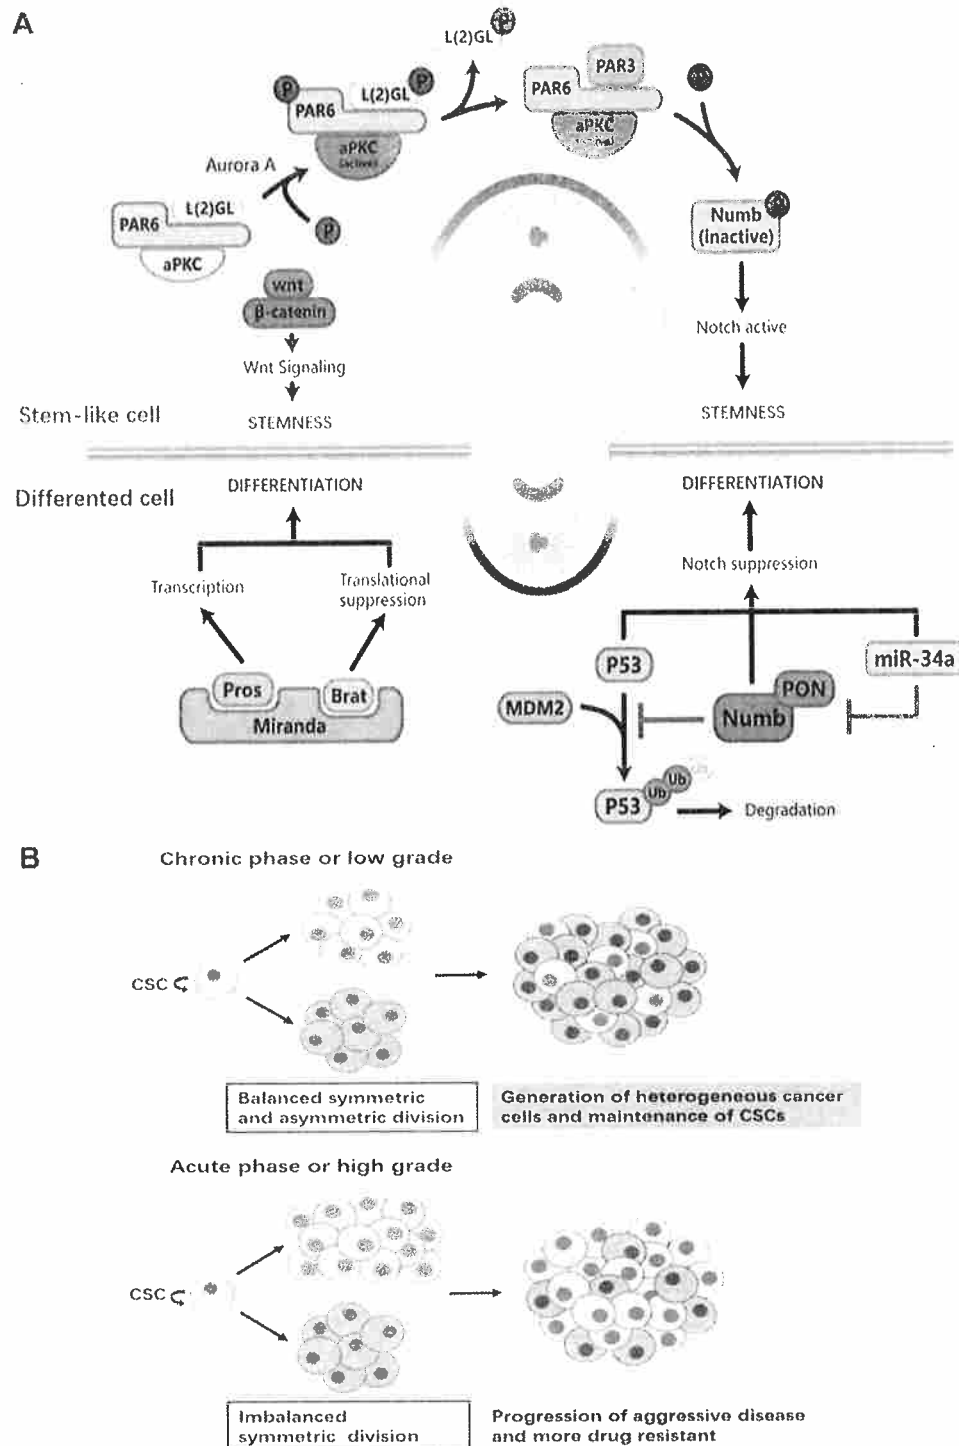 A
L(2)GL
P
P
L(2)GL
P
PAR6
aPKC
(active)
PAR3
PAR6
aPKC
Aurora A
P
L(2)GL
PAR6
aPKC
Numb
(Inactive)
wnt
β-catenin
Notch active
Wnt Signaling
STEMNESS
STEMNESS
Stem-like cell
Differented cell
DIFFERENTIATION
DIFFERENTIATION
Notch suppression
Transcription
Translational
suppression
P53
miR-34a
Pros
Brat
Miranda
MDM2
PON
Numb
P53
Ub
Ub
Degradation
B
Chronic phase or low grade
CSC
Balanced symmetric
and asymmetric division
Generation of heterogeneous cancer
cells and maintenance of CSCs
Acute phase or high grade
CSC
Imbalanced
symmetric division
Progression of aggressive disease
and more drug resistant